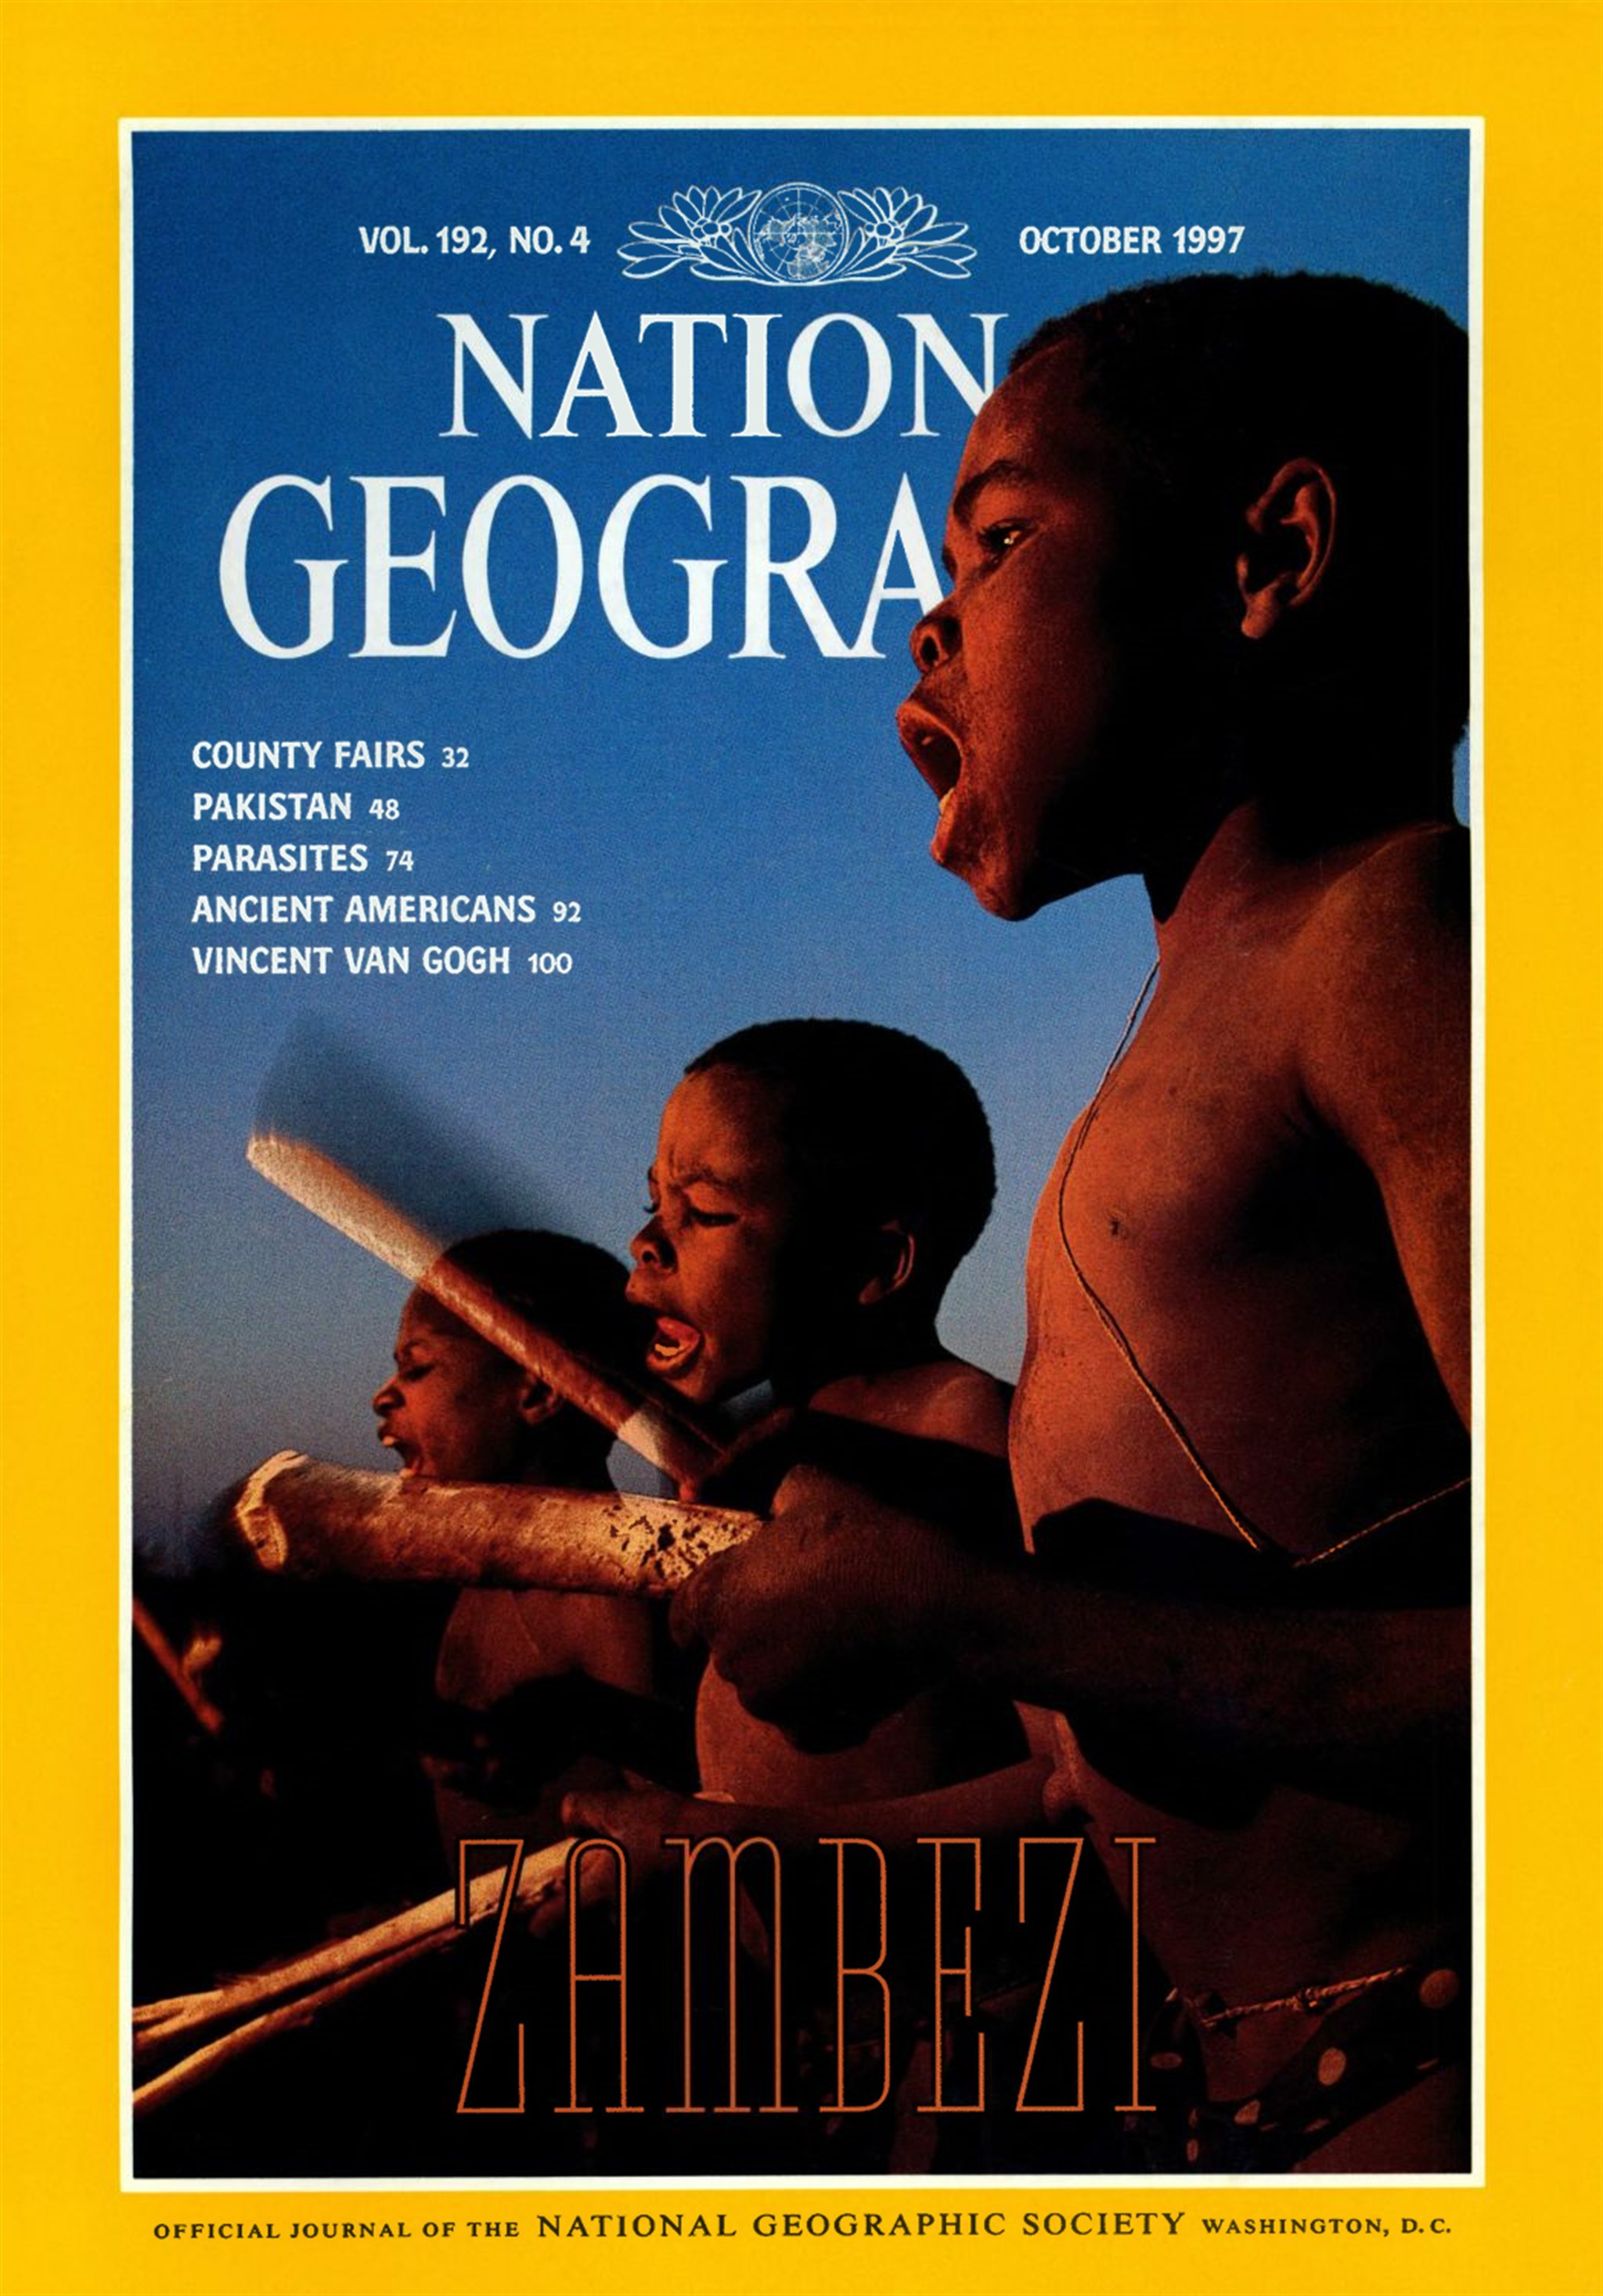 VOL. 192, NO. 4 OCTOBER 1997
NATION
GEOGRA
COUNTY FAIRS 32
PAKISTAN 48
PARASITES 74
ANCIENT AMERICANS 92
VINCENT VAN GOGH 100
ZAMBEZI
OFFICIAL JOURNAL OF THE NATIONAL GEOGRAPHIC SOCIETY WASHINGTON, D.C.